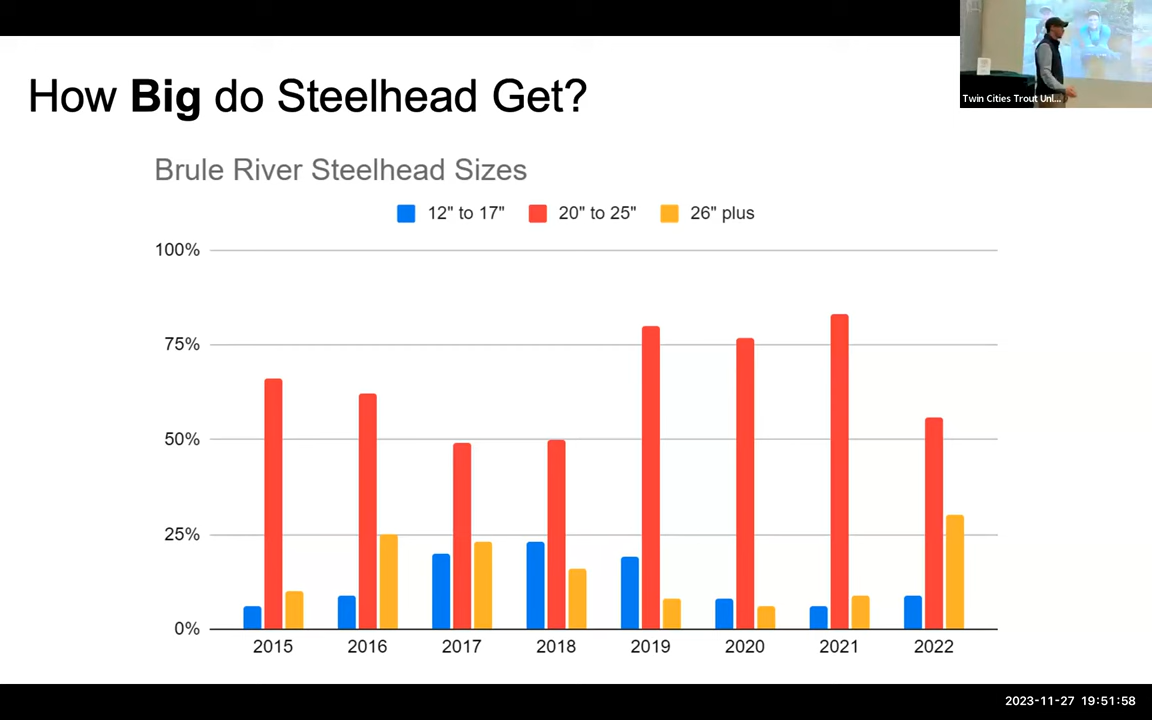 How Big do Steelhead Get?
Twin Cities Trout Unl...
Brule River Steelhead Sizes
12" to 17" 20" to 25" 26" plus
100%
75%
50%
25%
0%
2015 2016 2017 2018 2019 2020 2021 2022
2023-11-27 19:51:58